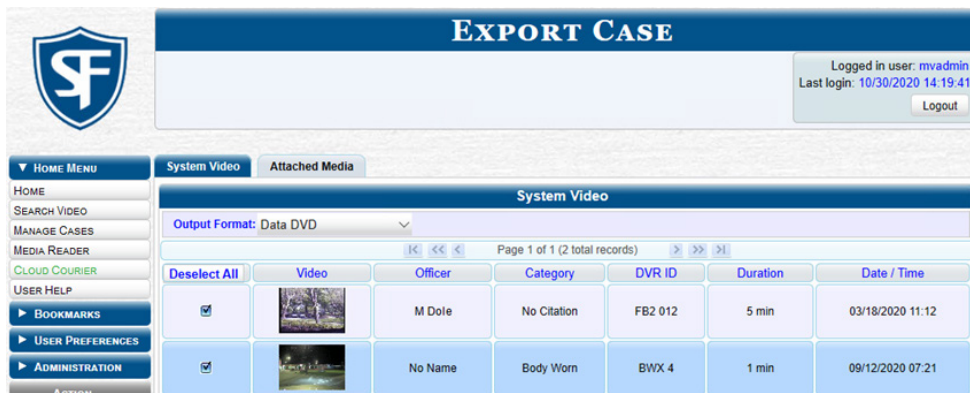 EXPORT CASE
SF
Logged in user: mvadmin
Last login: 10/30/2020 14:19:41
Logout
▼ HOME MENU
HOME
SEARCH VIDEO
MANAGE CASES
MEDIA READER
CLOUD COURIER
USER HELP
► BOOKMARKS
► USER PREFERENCES
► ADMINISTRATION
ACTION
System Video Attached Media
System Video
Output Format: Data DVD
Page 1 of 1 (2 total records)
Deselect All Video Officer Category DVR ID Duration Date / Time
M Dole No Citation FB2 012 5 min 03/18/2020 11:12
No Name Body Worn BWX 4 1 min 09/12/2020 07:21